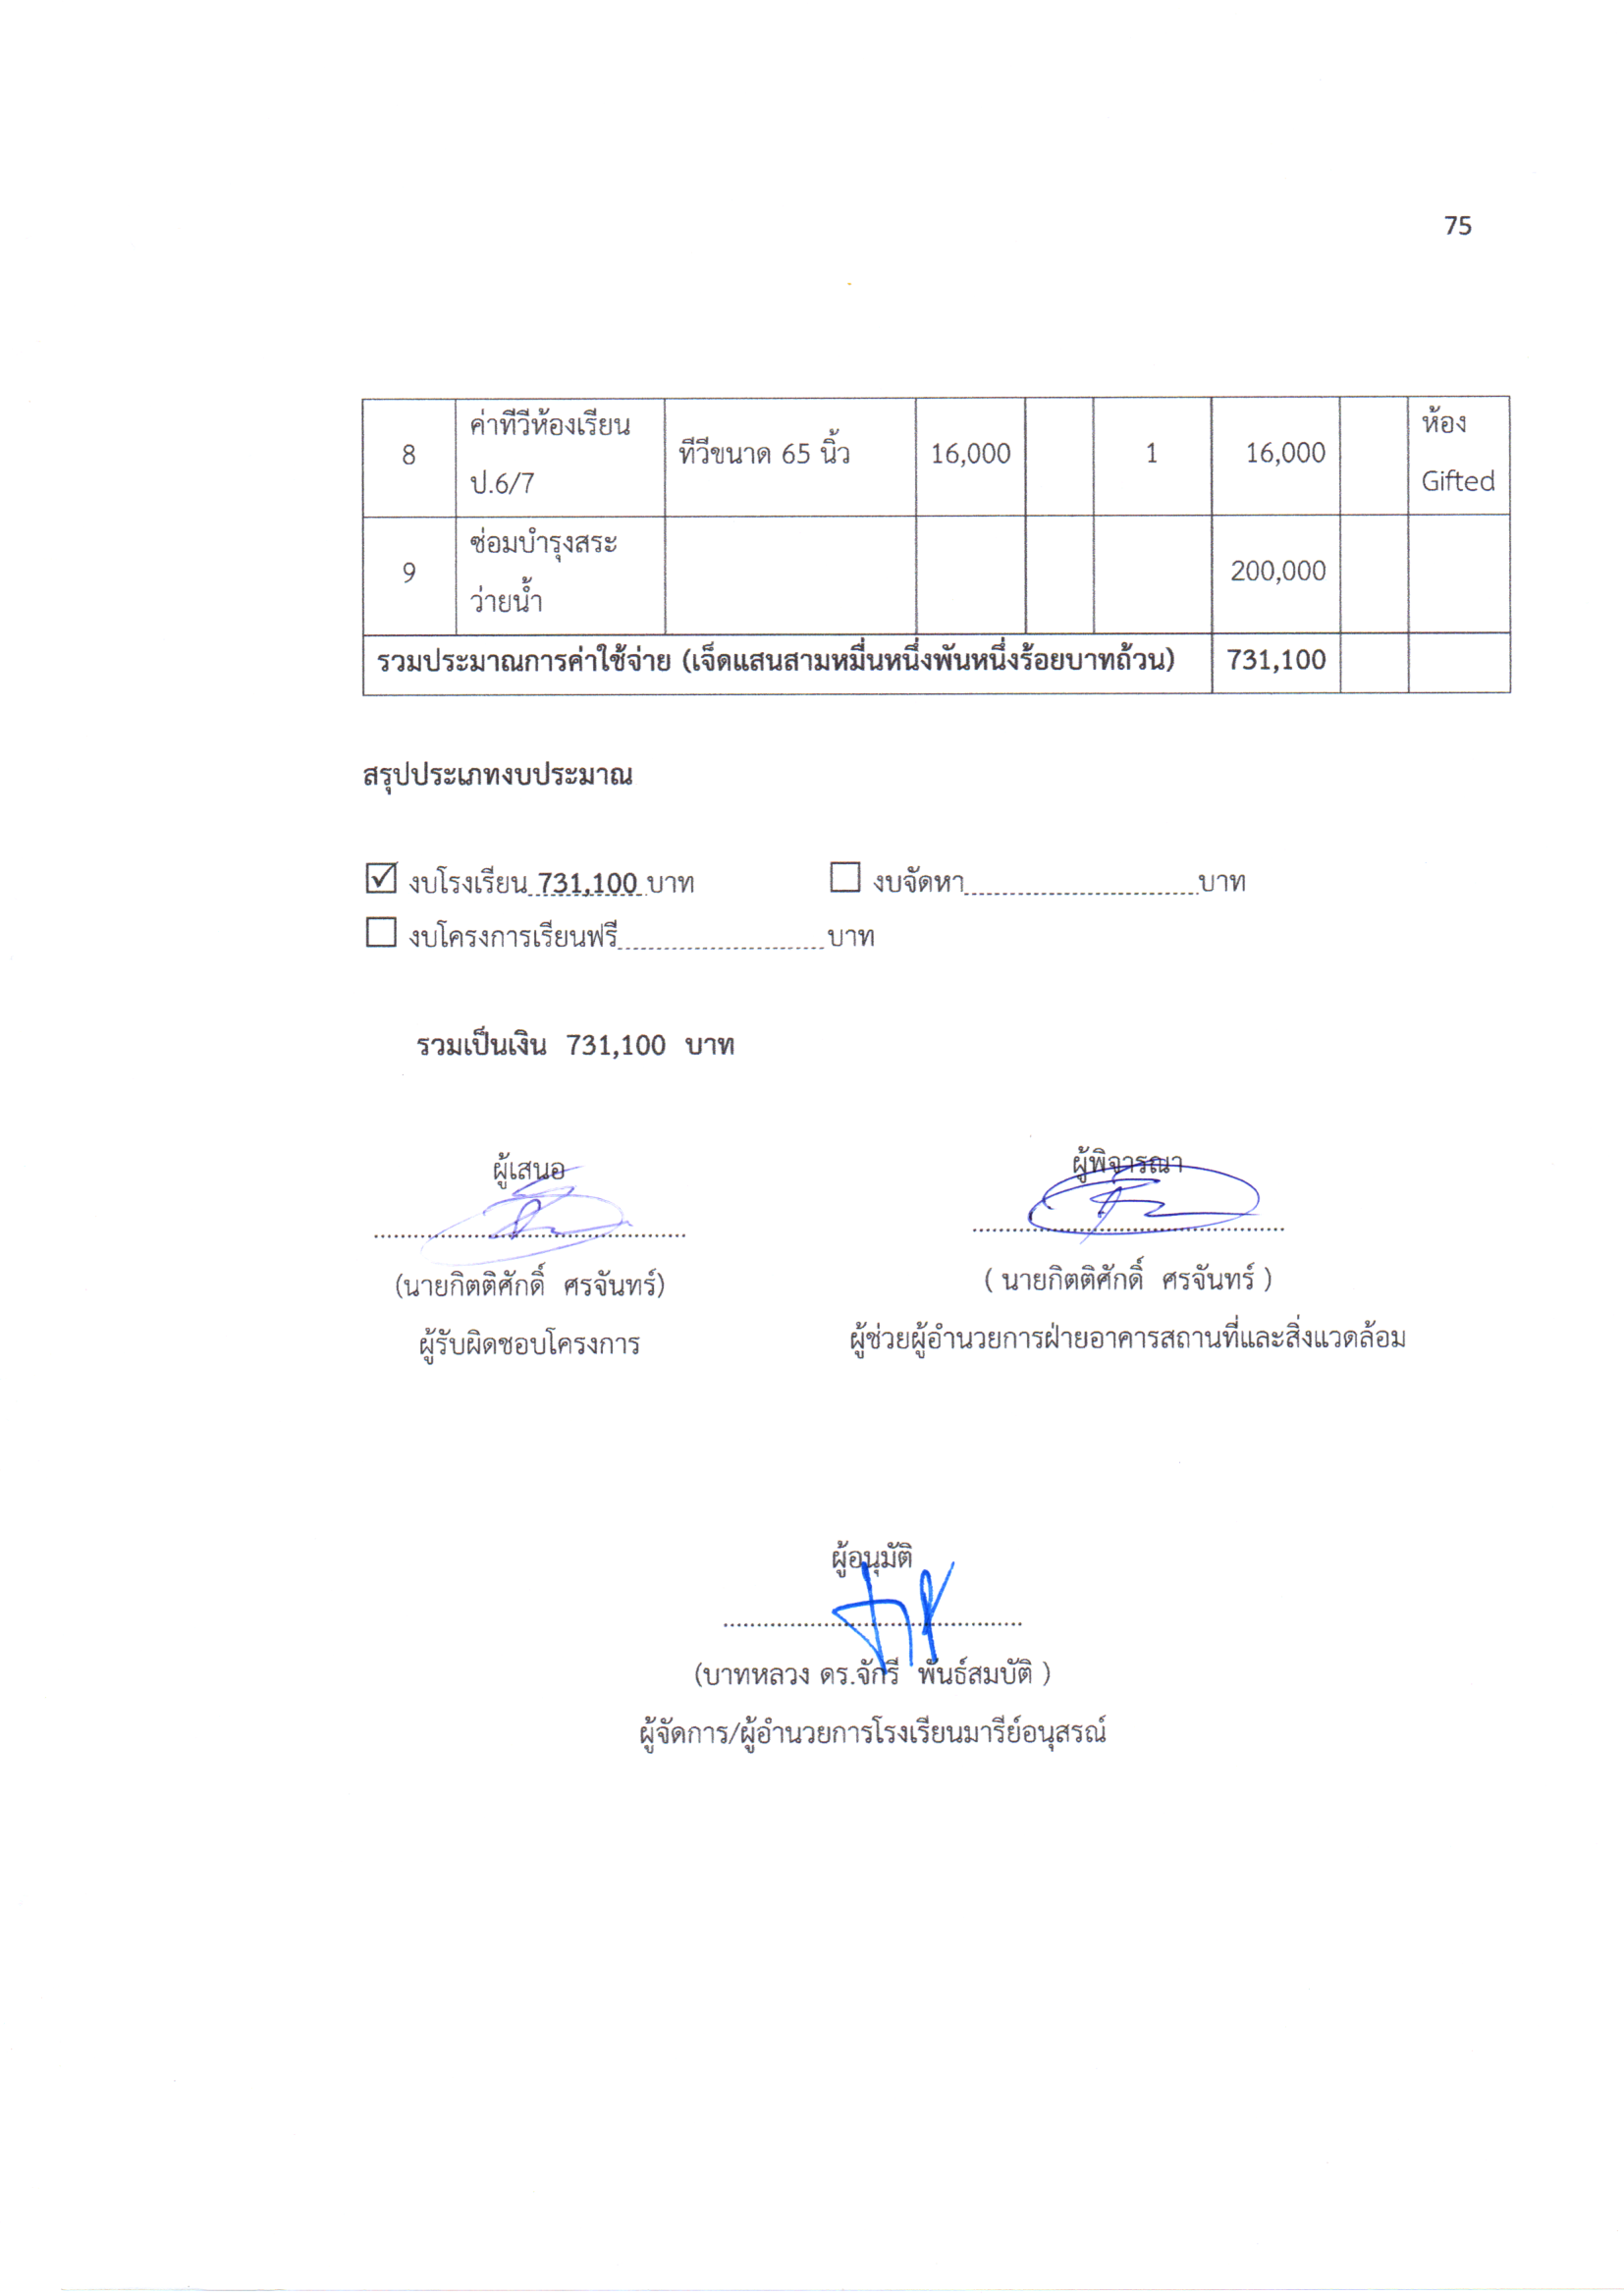 75
8 ค่าทีวีห้องเรียน ป.6/7 ทีวีขนาด 65 นิ้ว 16,000 1 16,000 ห้อง Gifted
9 ซ่อมบำรุงสระ ว่ายน้ำ 200,000
รวมประมาณการค่าใช้จ่าย (เจ็ดแสนสามหมื่นหนึ่งพันหนึ่งร้อยบาทถ้วน) 731,100
สรุปประเภทงบประมาณ
☑ งบโรงเรียน 731,100 บาท ☐ งบจัดหา..............................บาท
☐ งบโครงการเรียนฟรี..........................บาท
รวมเป็นเงิน 731,100 บาท
ผู้เสนอ ผู้พิจารณา
(นายกิตติศักดิ์ ศรจันทร์) ( นายกิตติศักดิ์ ศรจันทร์ )
ผู้รับผิดชอบโครงการ ผู้ช่วยผู้อำนวยการฝ่ายอาคารสถานที่และสิ่งแวดล้อม
ผู้อนุมัติ
(บาทหลวง ดร.จักรี พันธ์สมบัติ )
ผู้จัดการ/ผู้อำนวยการโรงเรียนมารีย์อนุสรณ์